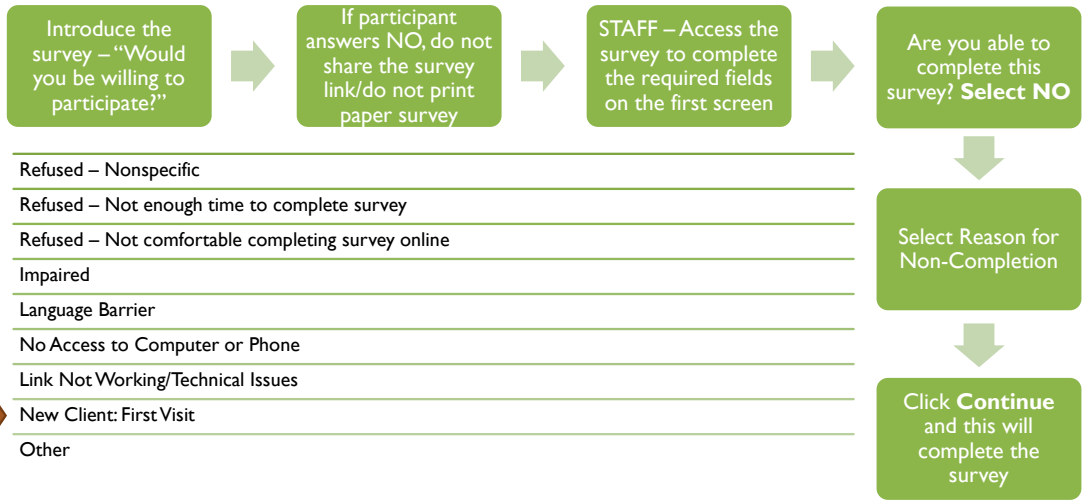 Introduce the
survey – “Would
you be willing to
participate?”
If participant
answers NO, do not
share the survey
link/do not print
paper survey
STAFF – Access the
survey to complete
the required fields
on the first screen
Are you able to
complete this
survey? Select NO
Select Reason for
Non-Completion
Click Continue
and this will
complete the
survey
Refused – Nonspecific
Refused – Not enough time to complete survey
Refused – Not comfortable completing survey online
Impaired
Language Barrier
No Access to Computer or Phone
Link Not Working/Technical Issues
New Client: First Visit
Other